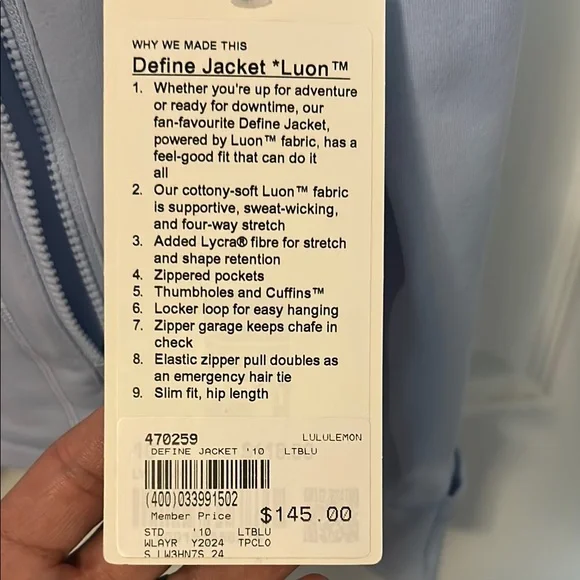 WHY WE MADE THIS
Define Jacket *Luon™
1. Whether you're up for adventure
or ready for downtime, our
fan-favourite Define Jacket,
powered by Luon™ fabric, has a
feel-good fit that can do it
all
2. Our cottony-soft Luon™ fabric
is supportive, sweat-wicking,
and four-way stretch
3. Added Lycra® fibre for stretch
and shape retention
4. Zippered pockets
5. Thumbholes and Cuffins™
6. Locker loop for easy hanging
7. Zipper garage keeps chafe in
check
8. Elastic zipper pull doubles as
an emergency hair tie
9. Slim fit, hip length
470259 LULULEMON
DEFINE JACKET '10 LTBLU
(400)033991502
Member Price $145.00
STD '10 LTBLU
WLAYR Y2024 TPCLO
S LW3HN7S 24